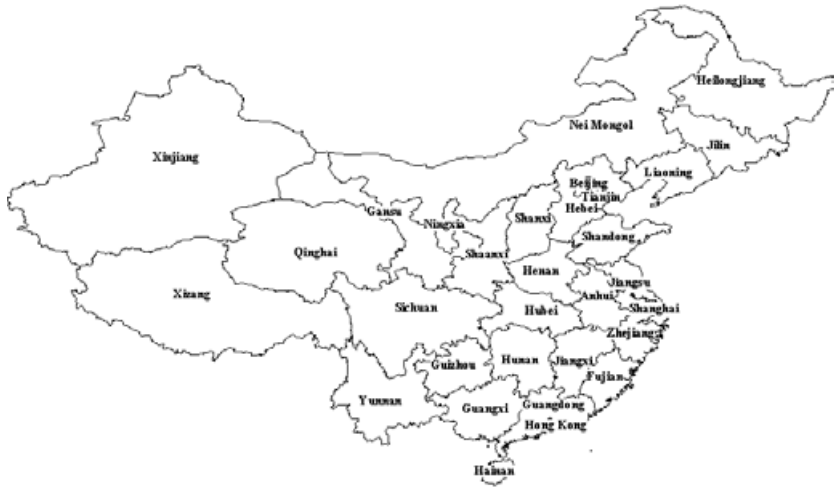 Heilongjiang
Nei Mongol
Jilin
Xinjiang
Liaoning
Beijing
Tianjin
Hebei
Gansu
Ningxia
Shanxi
Shandong
Qinghai
Shaanxi
Henan
Jiangsu
Xizang
Anhui
Sichuan
Hubei
Shanghai
Zhejiang
Guizhou
Hunan
Jiangxi
Fujian
Yunnan
Guangxi
Guangdong
Hong Kong
Hainan